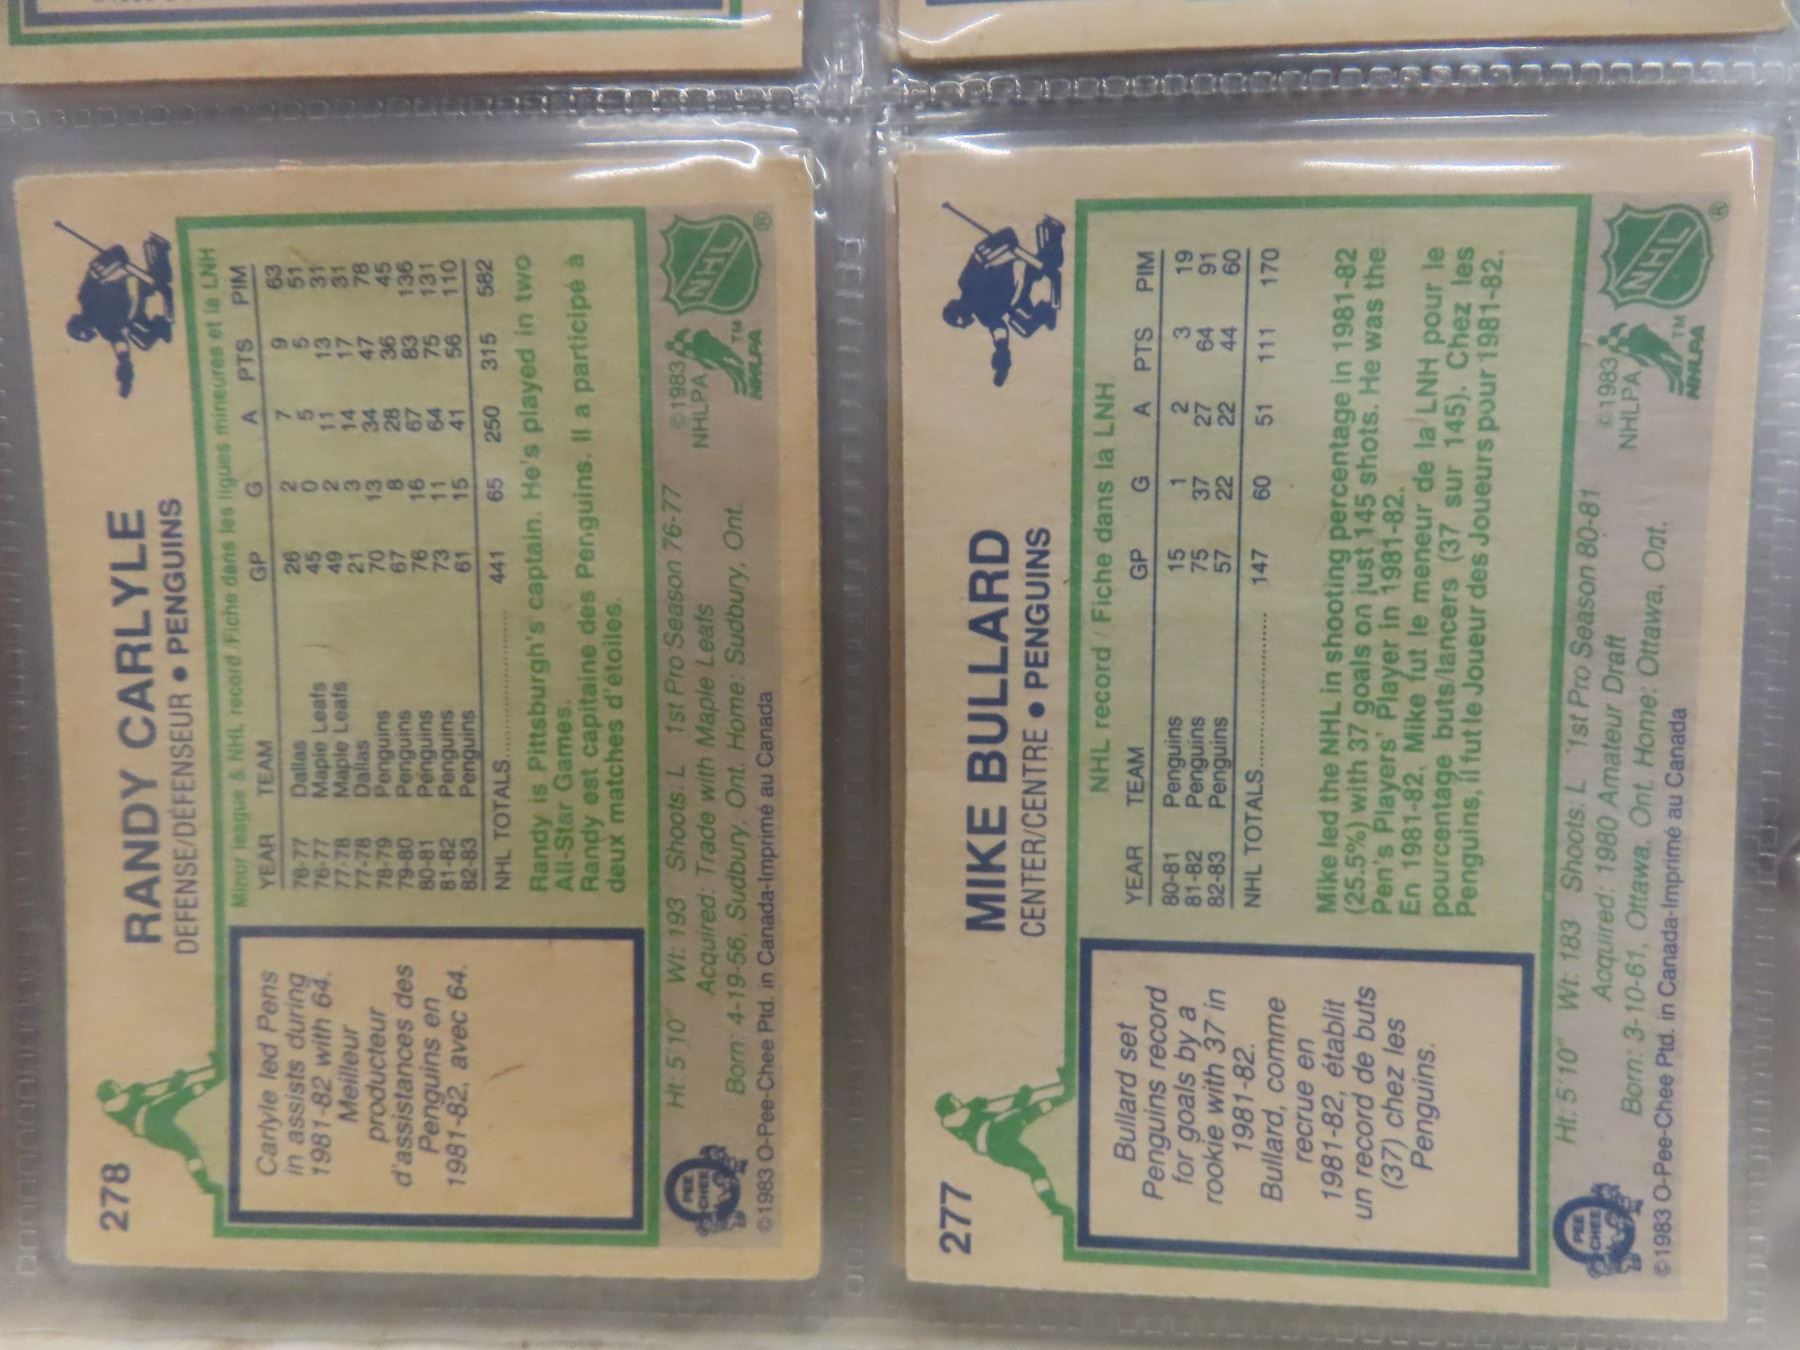 278
RANDY CARLYLE
DEFENSE/DÉFENSEUR • PENGUINS
Carlyle led Pens
in assists during
1981-82 with 64.
Meilleur
producteur
d'assistances des
Penguins en
1981-82, avec 64.
Minor league & NHL record/Fiche dans les ligues mineures et la LNH
YEAR TEAM GP G A PTS PIM
76-77 Dallas 26 2 7 9 63
76-77 Maple Leafs 45 0 5 5 51
77-78 Maple Leafs 49 2 11 13 31
77-78 Dallas 21 3 14 17 31
78-79 Penguins 70 13 34 47 78
79-80 Penguins 67 8 28 36 45
80-81 Penguins 76 16 67 83 136
81-82 Penguins 73 11 64 75 131
82-83 Penguins 61 15 41 56 110
NHL TOTALS.................... 441 65 250 315 582
Randy is Pittsburgh's captain. He's played in two
All-Star Games.
Randy est capitaine des Penguins. Il a participé à
deux matches d'étoiles.
Ht: 5'10" Wt: 193 Shoots: L 1st Pro Season 76-77
Acquired: Trade with Maple Leafs
Born: 4-19-56, Sudbury, Ont. Home: Sudbury, Ont.
©1983 O-Pee-Chee Ptd. in Canada-Imprimé au Canada
O
PEE
CHEE
©1983
NHLPA
NHLPA
TM
NHL
®
277
MIKE BULLARD
CENTER/CENTRE • PENGUINS
Bullard set
Penguins record
for goals by a
rookie with 37 in
1981-82.
Bullard, comme
recrue en
1981-82, établit
un record de buts
(37) chez les
Penguins.
NHL record / Fiche dans la LNH
YEAR TEAM GP G A PTS PIM
80-81 Penguins 15 1 2 3 19
81-82 Penguins 75 37 27 64 91
82-83 Penguins 57 22 22 44 60
NHL TOTALS.................... 147 60 51 111 170
Mike led the NHL in shooting percentage in 1981-82
(25.5%) with 37 goals on just 145 shots. He was the
Pen's Players' Player in 1981-82.
En 1981-82, Mike fut le meneur de la LNH pour le
pourcentage buts/lancers (37 sur 145). Chez les
Penguins, il fut le Joueur des Joueurs pour 1981-82.
Ht: 5'10" Wt: 183 Shoots: L 1st Pro Season 80-81
Acquired: 1980 Amateur Draft
Born: 3-10-61, Ottawa, Ont. Home: Ottawa, Ont.
©1983 O-Pee-Chee Ptd. in Canada-Imprimé au Canada
O
PEE
CHEE
©1983
NHLPA
NHLPA
TM
NHL
®